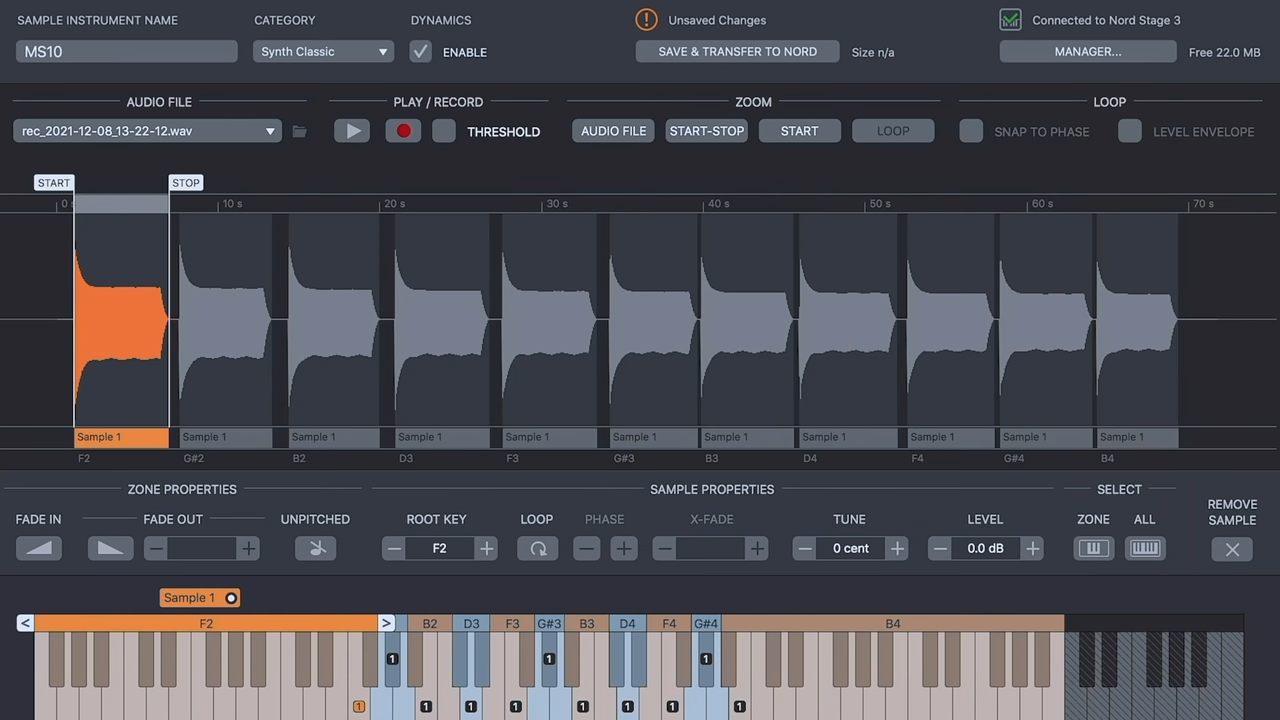 SAMPLE INSTRUMENT NAME CATEGORY DYNAMICS Unsaved Changes Connected to Nord Stage 3
MS10 Synth Classic ENABLE SAVE & TRANSFER TO NORD Size n/a MANAGER... Free 22.0 MB
AUDIO FILE PLAY / RECORD ZOOM LOOP
rec_2021-12-08_13-22-12.wav THRESHOLD AUDIO FILE START-STOP START LOOP SNAP TO PHASE LEVEL ENVELOPE
START STOP
0 s 10 s 20 s 30 s 40 s 50 s 60 s 70 s
Sample 1 Sample 1 Sample 1 Sample 1 Sample 1 Sample 1 Sample 1 Sample 1 Sample 1 Sample 1 Sample 1
F2 G#2 B2 D3 F3 G#3 B3 D4 F4 G#4 B4
ZONE PROPERTIES SAMPLE PROPERTIES SELECT
FADE IN FADE OUT UNPITCHED ROOT KEY LOOP PHASE X-FADE TUNE LEVEL ZONE ALL REMOVE SAMPLE
F2 0 cent 0.0 dB
Sample 1
< F2 > B2 D3 F3 G#3 B3 D4 F4 G#4 B4
1 1 1
1 1 1 1 1 1 1 1